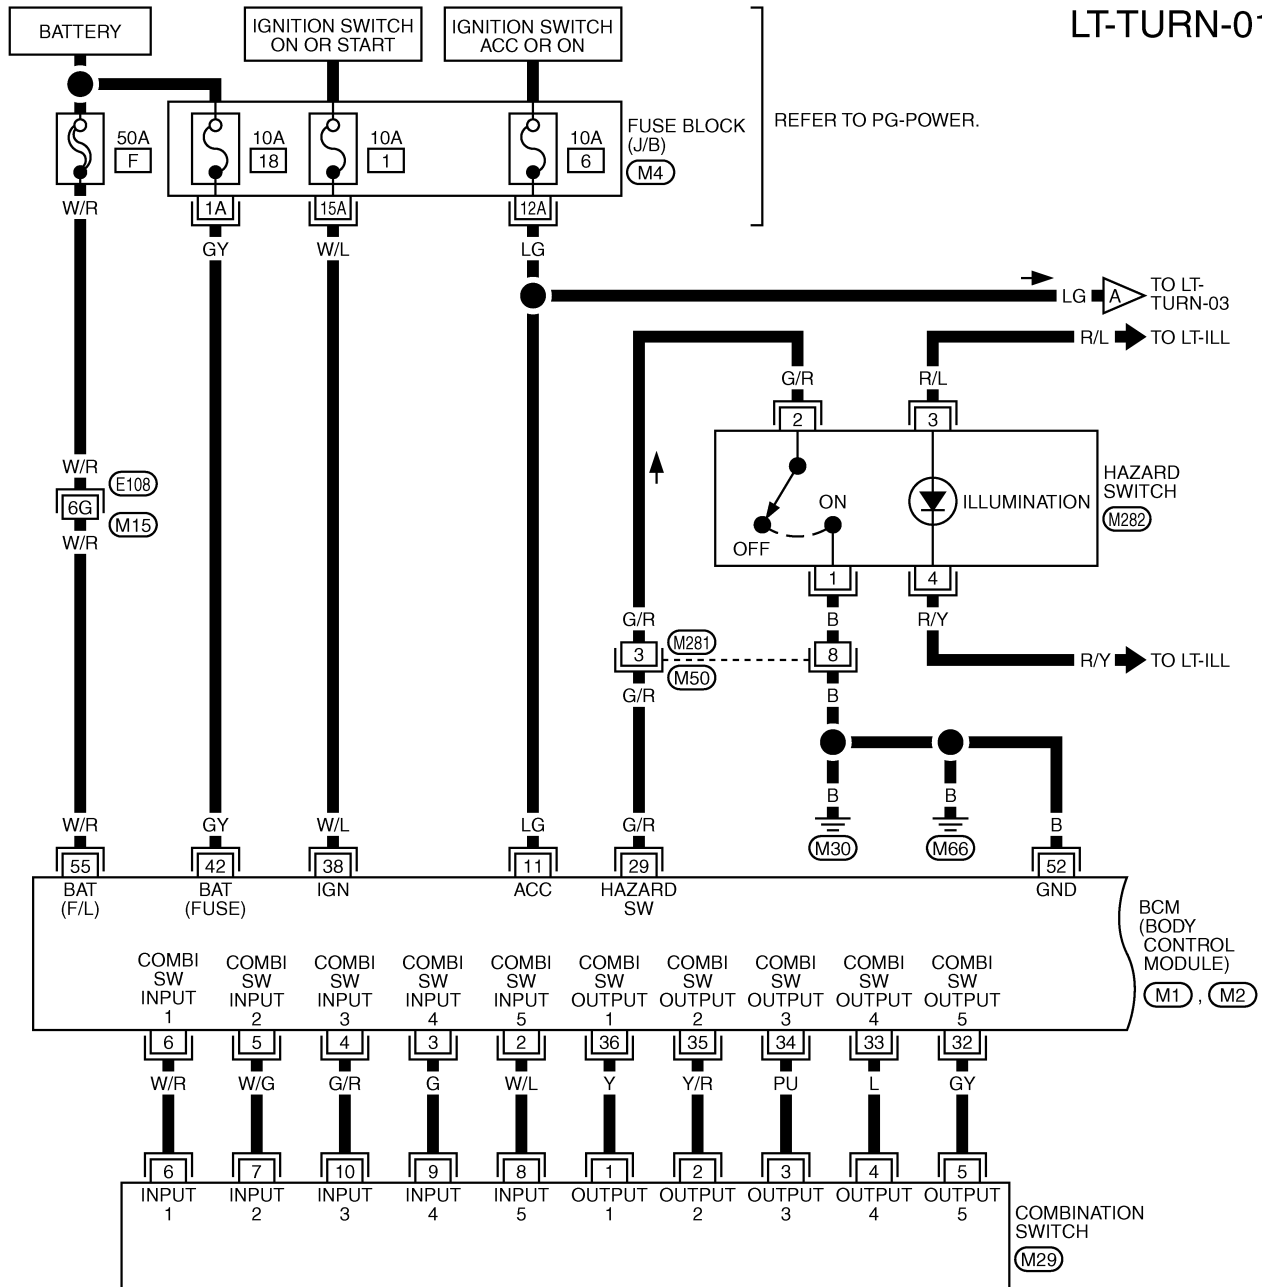 LT-TURN-01
BATTERY
IGNITION SWITCH
ON OR START
IGNITION SWITCH
ACC OR ON
50A
F
10A
18
10A
1
10A
6
FUSE BLOCK
(J/B)
M4
REFER TO PG-POWER.
1A
15A
12A
W/R
GY
W/L
LG
LG
A
TO LT-
TURN-03
R/L
TO LT-ILL
G/R
R/L
2
3
W/R
E108
6G
M15
W/R
ON
OFF
ILLUMINATION
HAZARD
SWITCH
M282
1
4
G/R
B
R/Y
3
M281
M50
8
R/Y
TO LT-ILL
G/R
B
B
B
M30
M66
W/R
GY
W/L
LG
G/R
B
55
42
38
11
29
52
BAT
(F/L)
BAT
(FUSE)
IGN
ACC
HAZARD
SW
GND
BCM
(BODY
CONTROL
MODULE)
M1 , M2
COMBI
SW
INPUT
1
COMBI
SW
INPUT
2
COMBI
SW
INPUT
3
COMBI
SW
INPUT
4
COMBI
SW
INPUT
5
COMBI
SW
OUTPUT
1
COMBI
SW
OUTPUT
2
COMBI
SW
OUTPUT
3
COMBI
SW
OUTPUT
4
COMBI
SW
OUTPUT
5
6
5
4
3
2
36
35
34
33
32
W/R
W/G
G/R
G
W/L
Y
Y/R
PU
L
GY
6
7
10
9
8
1
2
3
4
5
INPUT
1
INPUT
2
INPUT
3
INPUT
4
INPUT
5
OUTPUT
1
OUTPUT
2
OUTPUT
3
OUTPUT
4
OUTPUT
5
COMBINATION
SWITCH
M29